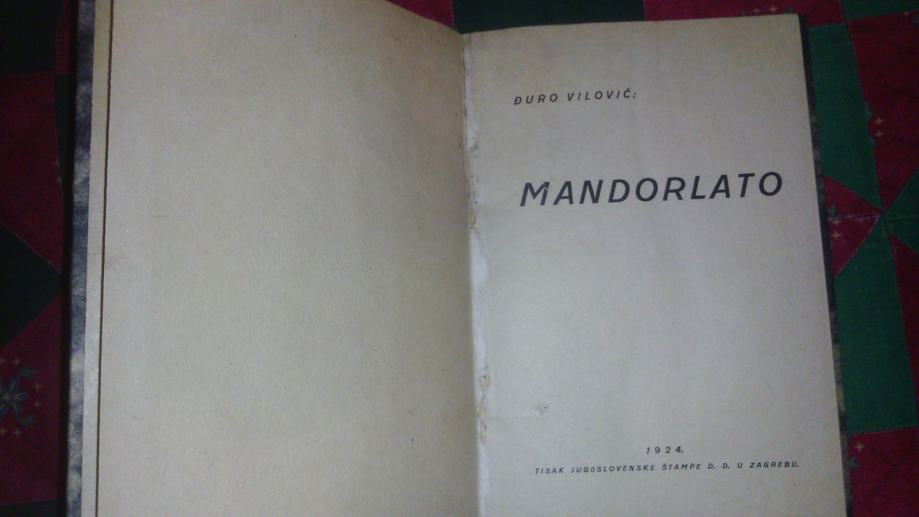 ĐURO VILOVIĆ:
MANDORLATO
1924.
TISAK JUGOSLOVENSKE ŠTAMPE D. D. U ZAGREBU.